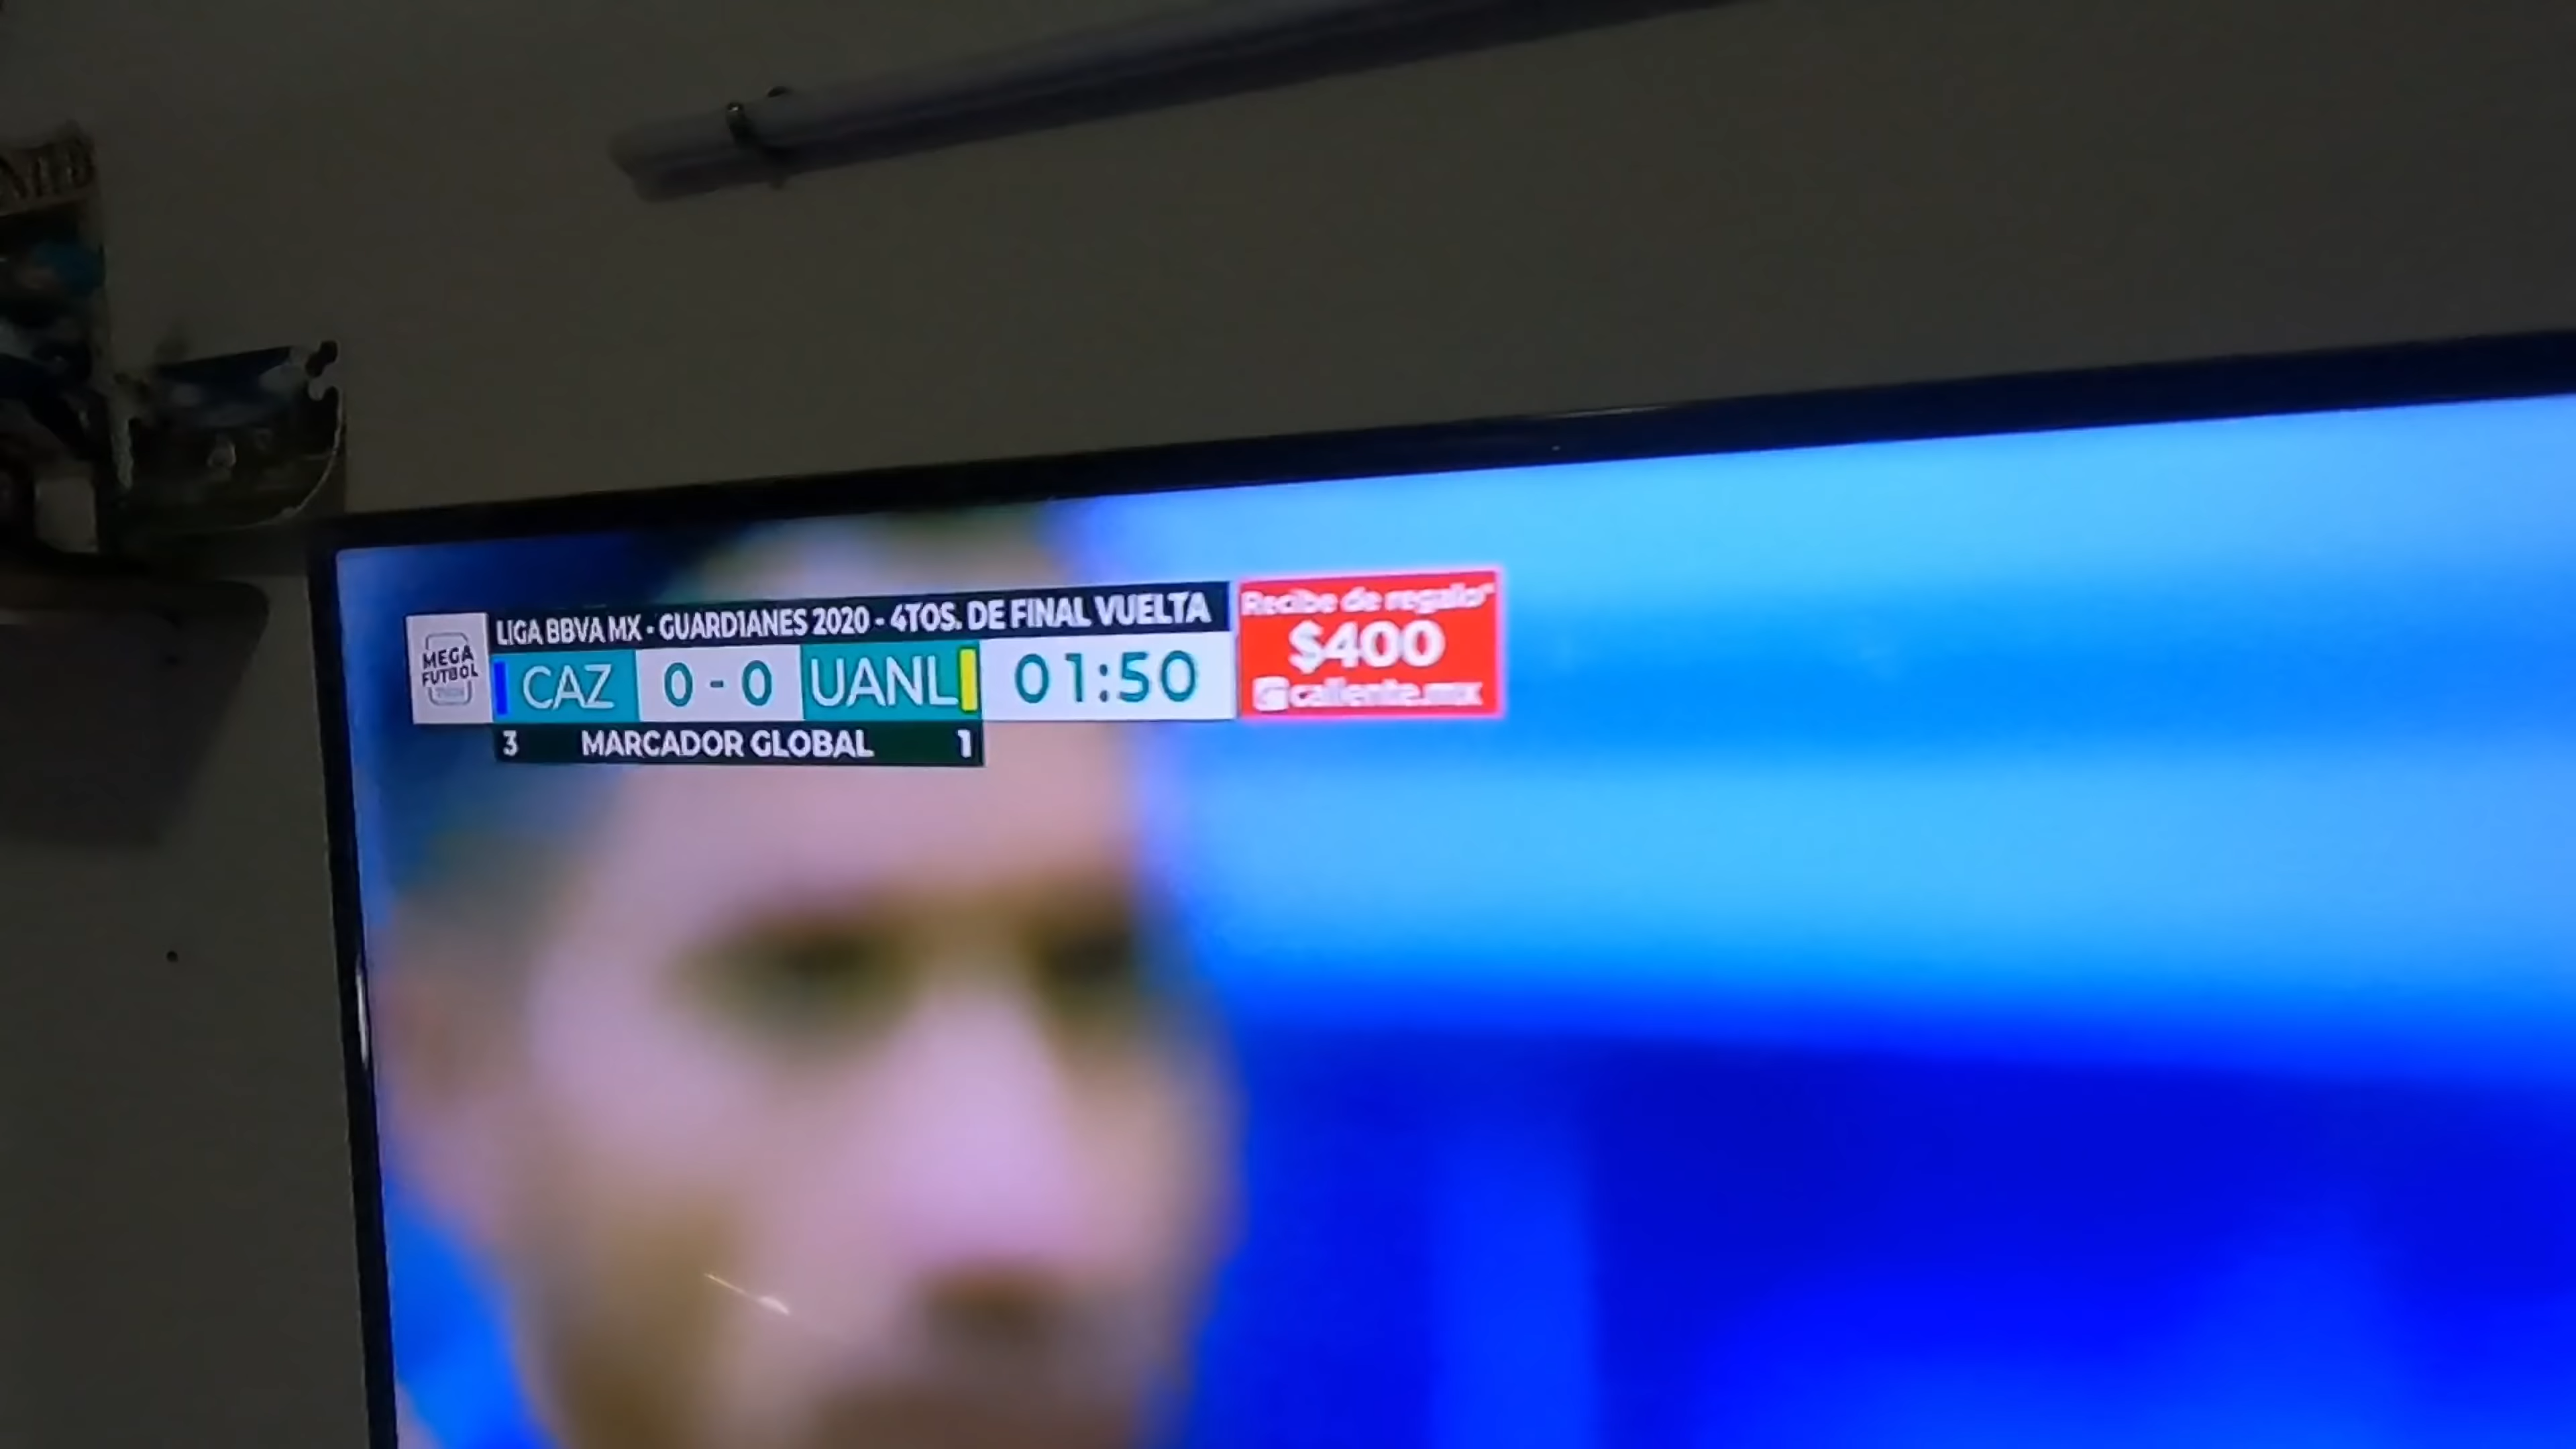 LIGA BBVA MX - GUARD1ANES 2020 - 4TOS. DE FINAL VUELTA
MEGA
FUTBOL
CAZ 0 - 0 UANL 01:50
3 MARCADOR GLOBAL 1
Recibe de regalo*
$400
caliente.mx